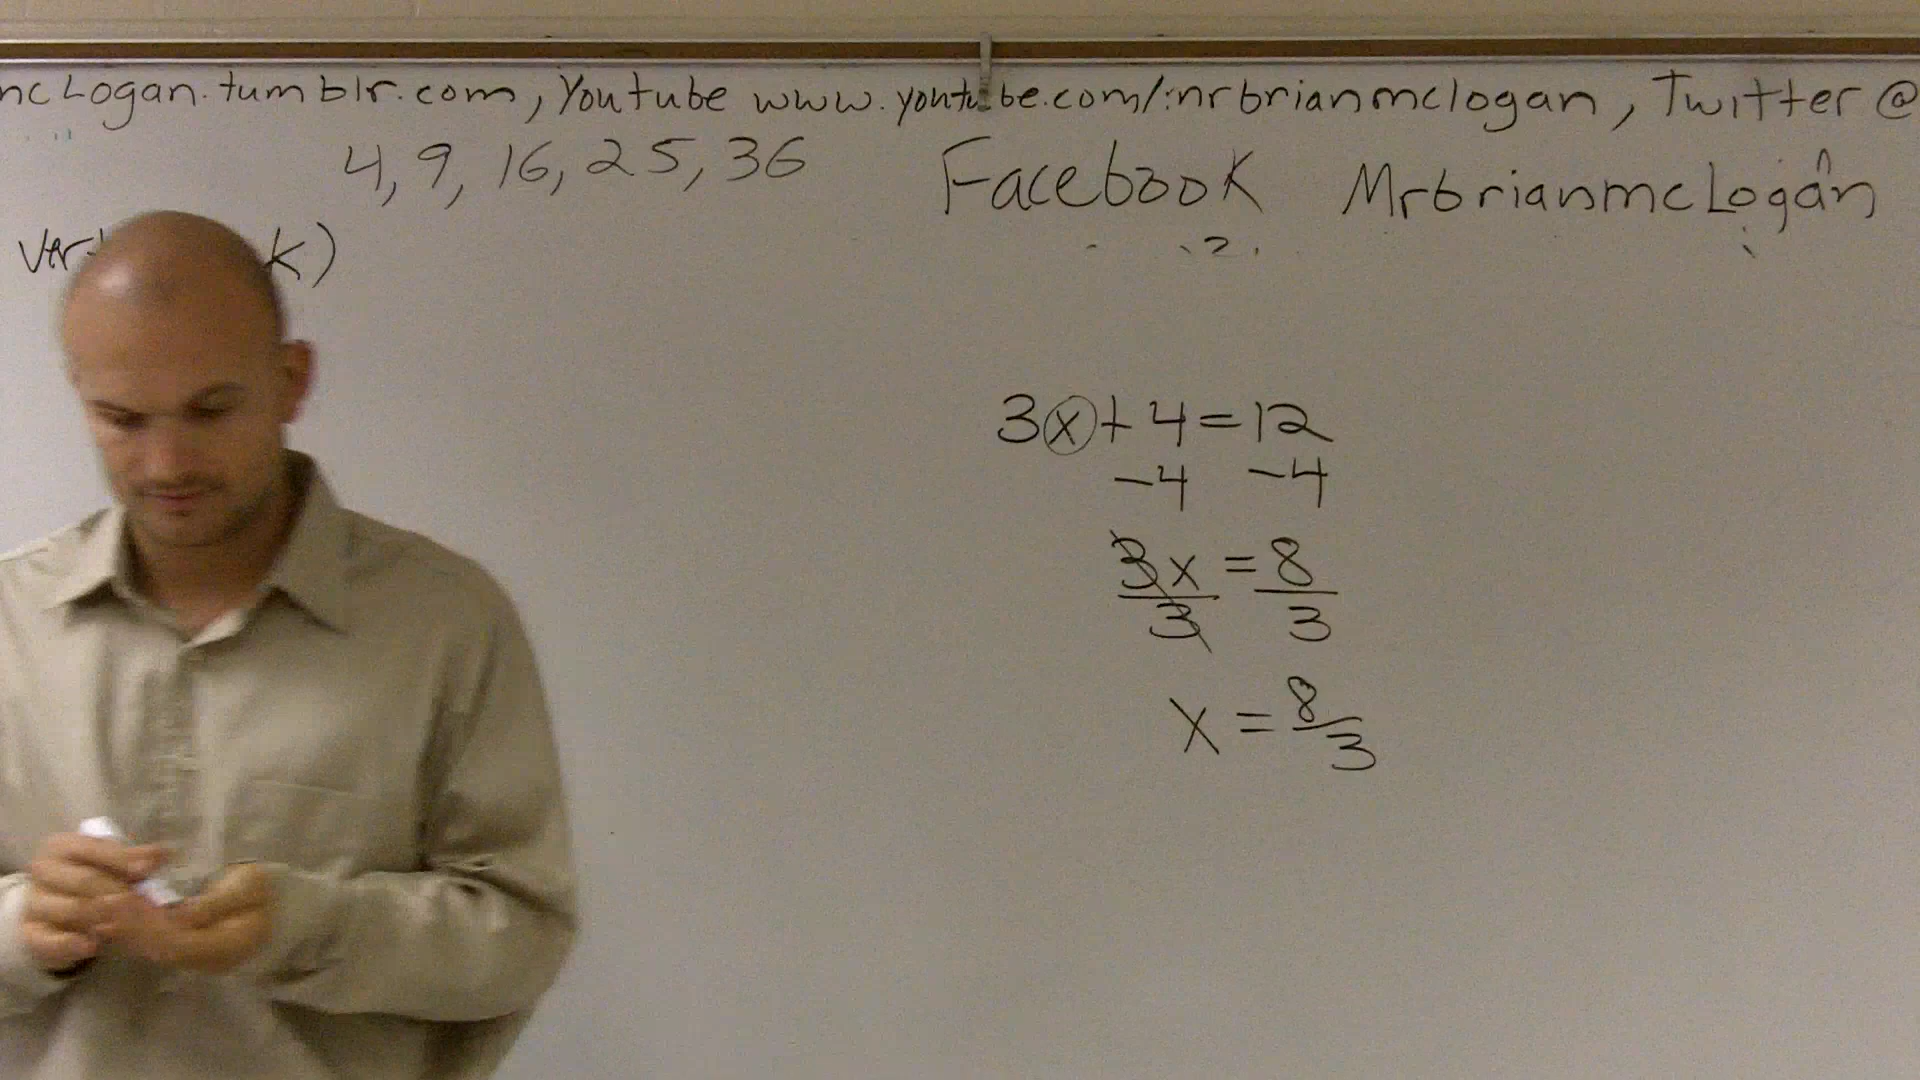 mcLogan.tumblr.com, Youtube www.youtube.com/mrbrianmclogan, Twitter @
4, 9, 16, 25, 36
Facebook MrbrianmcLogan
k)
3x + 4 = 12
-4 -4
3x = 8
3 3
x = 8/3